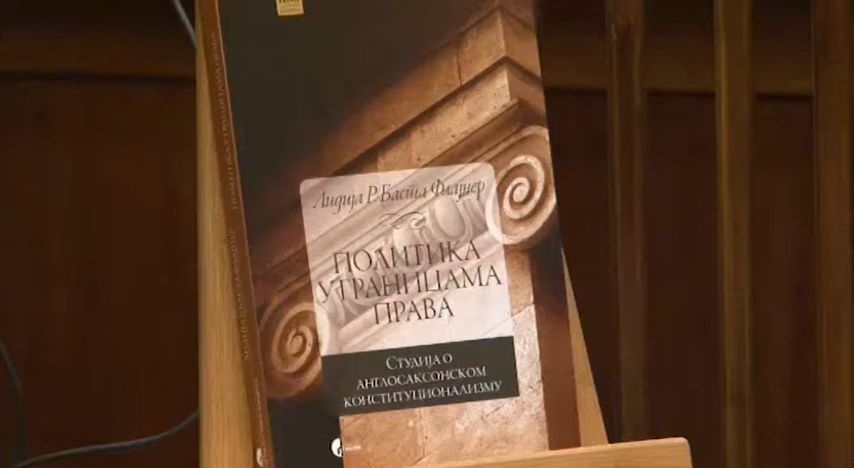 Лидија Р. Баста Флајнер
ПОЛИТИКА
У ГРАНИЦАМА
ПРАВА
СТУДИЈА О
АНГЛОСАКСОНСКОМ
КОНСТИТУЦИОНАЛИЗМУ